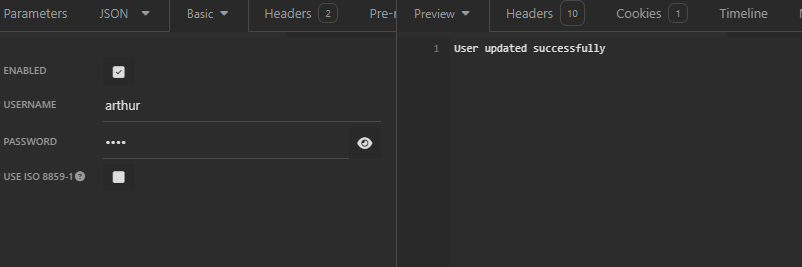 Parameters JSON Basic Headers 2 Pre-r
Preview Headers 10 Cookies 1 Timeline
1 User updated successfully
ENABLED
USERNAME arthur
PASSWORD ••••
USE ISO 8859-1